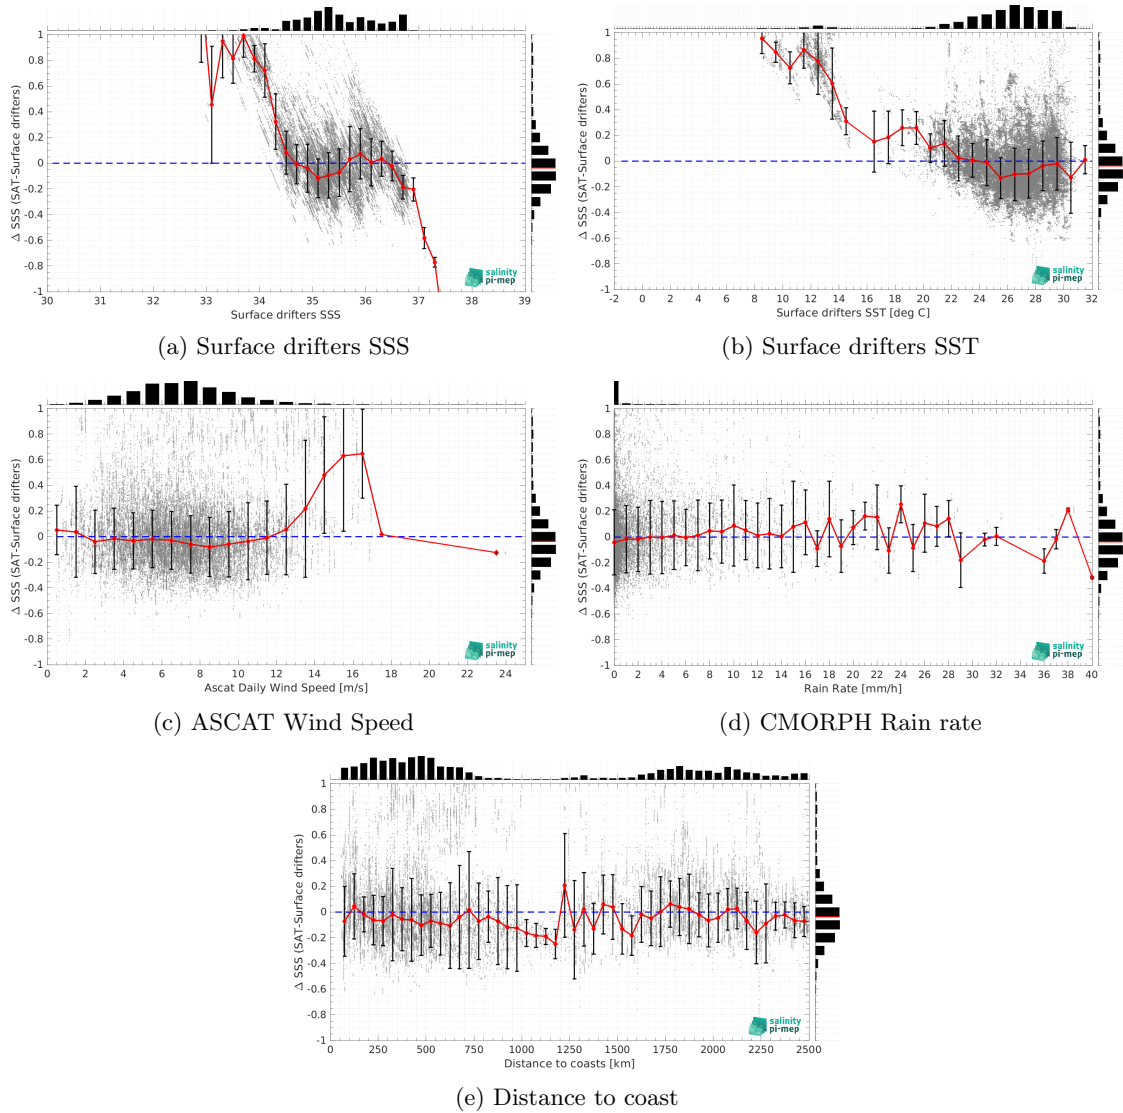 Δ SSS (SAT-Surface drifters)
1
0.8
0.6
0.4
0.2
0
-0.2
-0.4
-0.6
-0.8
-1
30 31 32 33 34 35 36 37 38 39
Surface drifters SSS
salinity
pi-mep
(a) Surface drifters SSS
Δ SSS (SAT-Surface drifters)
1
0.8
0.6
0.4
0.2
0
-0.2
-0.4
-0.6
-0.8
-1
-2 0 2 4 6 8 10 12 14 16 18 20 22 24 26 28 30 32
Surface drifters SST [deg C]
salinity
pi-mep
(b) Surface drifters SST
Δ SSS (SAT-Surface drifters)
1
0.8
0.6
0.4
0.2
0
-0.2
-0.4
-0.6
-0.8
-1
0 2 4 6 8 10 12 14 16 18 20 22 24
Ascat Daily Wind Speed [m/s]
salinity
pi-mep
(c) ASCAT Wind Speed
Δ SSS (SAT-Surface drifters)
1
0.8
0.6
0.4
0.2
0
-0.2
-0.4
-0.6
-0.8
-1
0 2 4 6 8 10 12 14 16 18 20 22 24 26 28 30 32 34 36 38 40
Rain Rate [mm/h]
salinity
pi-mep
(d) CMORPH Rain rate
Δ SSS (SAT-Surface drifters)
1
0.8
0.6
0.4
0.2
0
-0.2
-0.4
-0.6
-0.8
-1
0 250 500 750 1000 1250 1500 1750 2000 2250 2500
Distance to coasts [km]
salinity
pi-mep
(e) Distance to coast